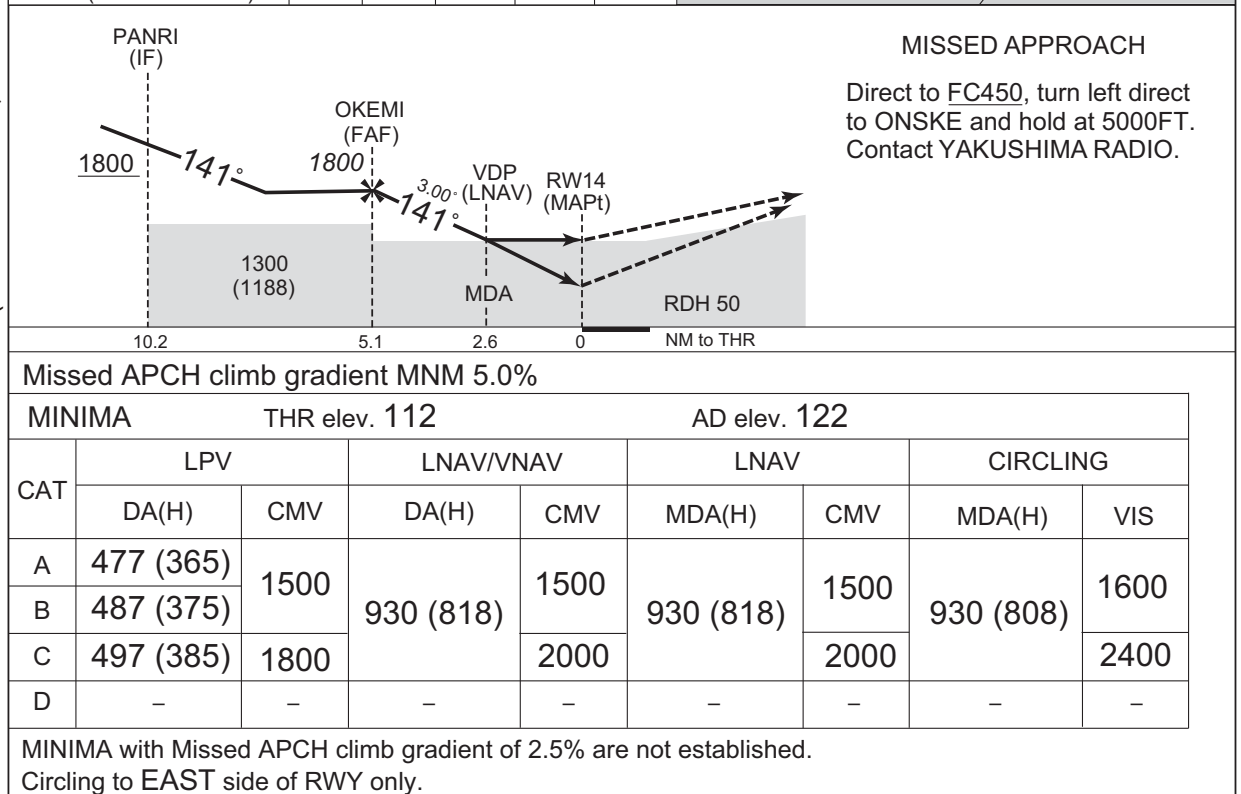 PANRI
(IF)
MISSED APPROACH
Direct to FC450, turn left direct
to ONSKE and hold at 5000FT.
Contact YAKUSHIMA RADIO.
OKEMI
(FAF)
1800
141°
1800
3.00°
141°
VDP
(LNAV)
RW14
(MAPt)
1300
(1188)
MDA
RDH 50
10.2 5.1 2.6 0 NM to THR
Missed APCH climb gradient MNM 5.0%
MINIMA THR elev. 112 AD elev. 122
CAT LPV LNAV/VNAV LNAV CIRCLING
DA(H) CMV DA(H) CMV MDA(H) CMV MDA(H) VIS
A 477 (365) 1500 930 (818) 1500 930 (818) 1500 930 (808) 1600
B 487 (375)
C 497 (385) 1800 2000 2000 2400
D – – – – – – – –
MINIMA with Missed APCH climb gradient of 2.5% are not established.
Circling to EAST side of RWY only.